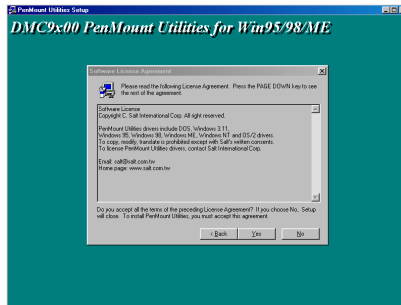 PenMount Utilities Setup
DMC9x00 PenMount Utilities for Win95/98/ME
Software License Agreement
Please read the following License Agreement. Press the PAGE DOWN key to see
the rest of the agreement.
Software License
Copyright C. Salt International Corp. All right reserved.
PenMount Utilities drivers include DOS, Windows 3.11,
Windows 95, Windows 98, Windows ME, Windows NT and OS/2 drivers.
To copy, modify, translate is prohibited except with Salt's written consents.
To license PenMount Utilities, contact Salt International Corp.
Email: salt@salt.com.tw
Home page: www.salt.com.tw
Do you accept all the terms of the preceding License Agreement? If you choose No, Setup
will close. To install PenMount Utilities, you must accept this agreement.
< Back Yes No